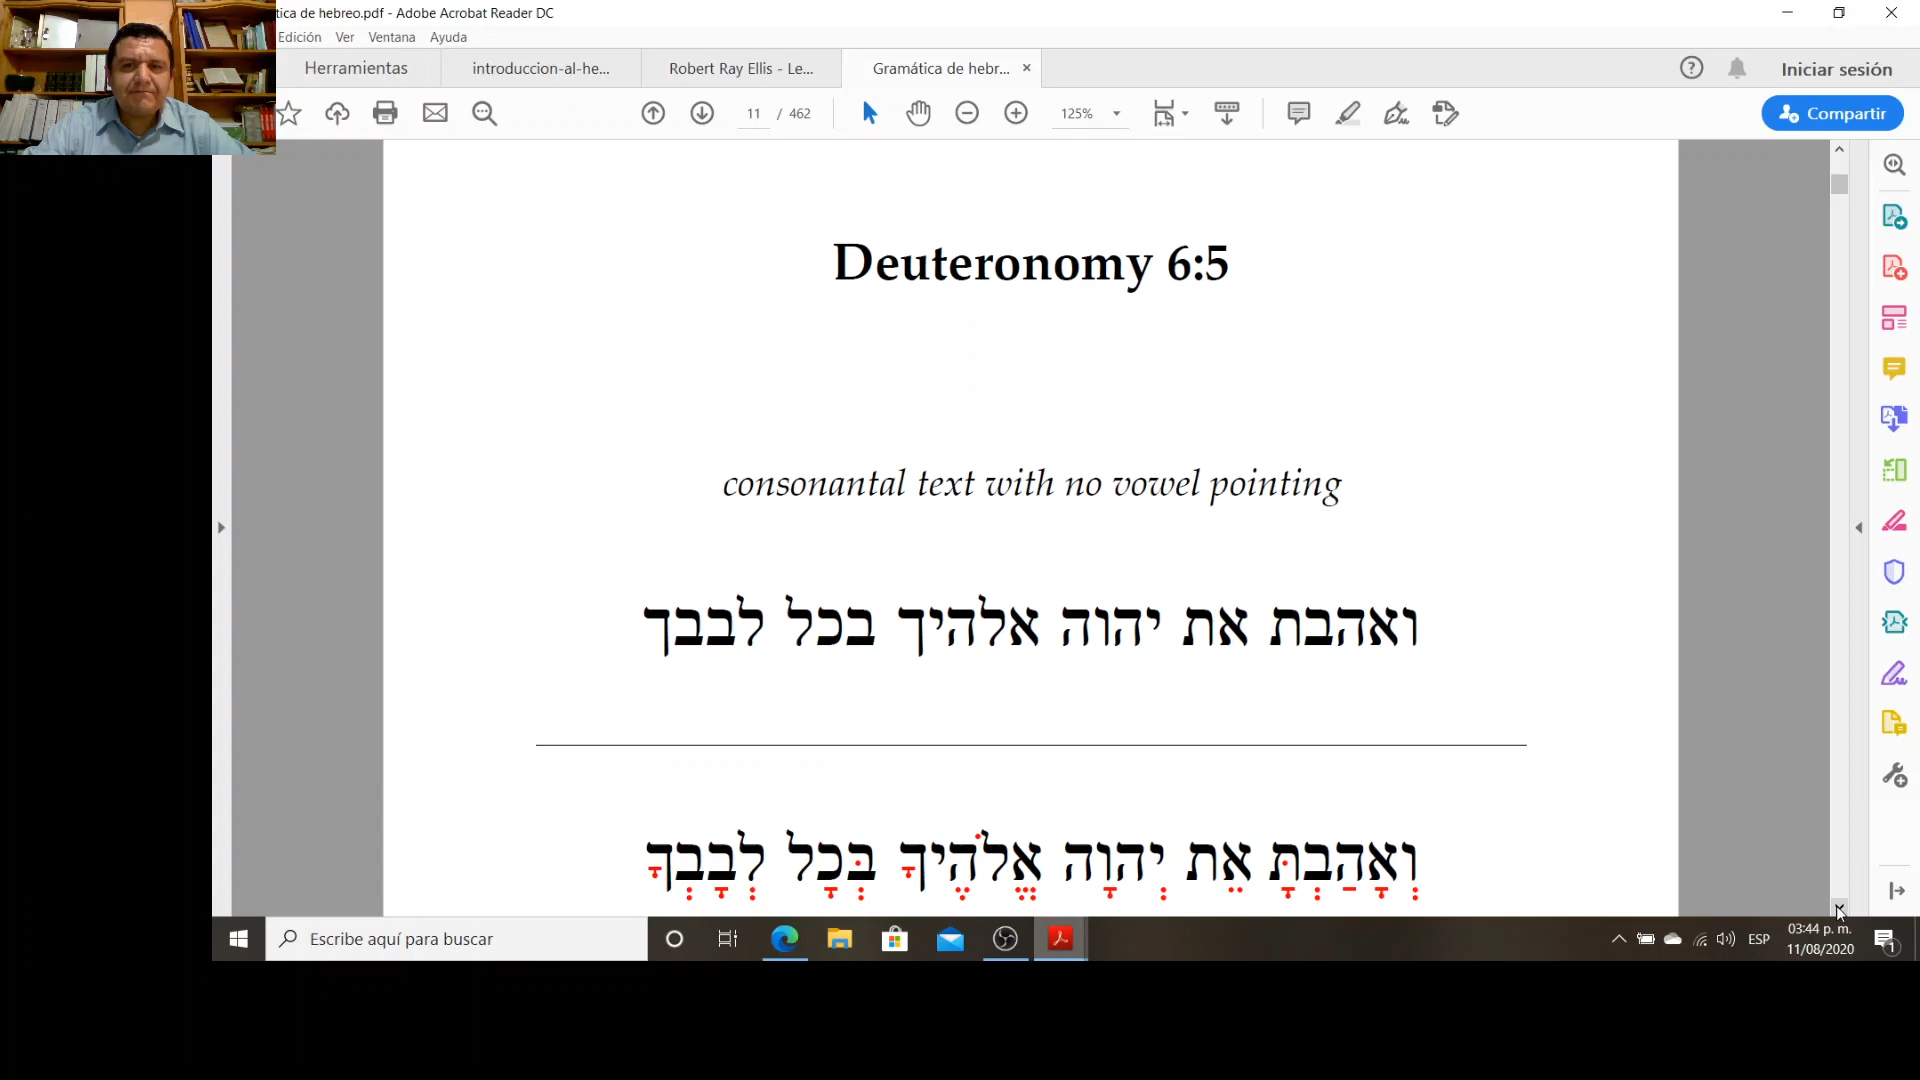 tica de hebreo.pdf - Adobe Acrobat Reader DC
Edición Ver Ventana Ayuda
Herramientas introduccion-al-he... Robert Ray Ellis - Le... Gramática de hebr... × Iniciar sesión
11 / 462 125% Compartir
Deuteronomy 6:5
consonantal text with no vowel pointing
ואהבת את יהוה אלהיך בכל לבבך
וְאָהַבְתָּ אֵת יְהוָה אֱלֹהֶיךָ בְּכָל לְבָבְךָ
Escribe aquí para buscar
ESP
03:44 p. m.
11/08/2020
1